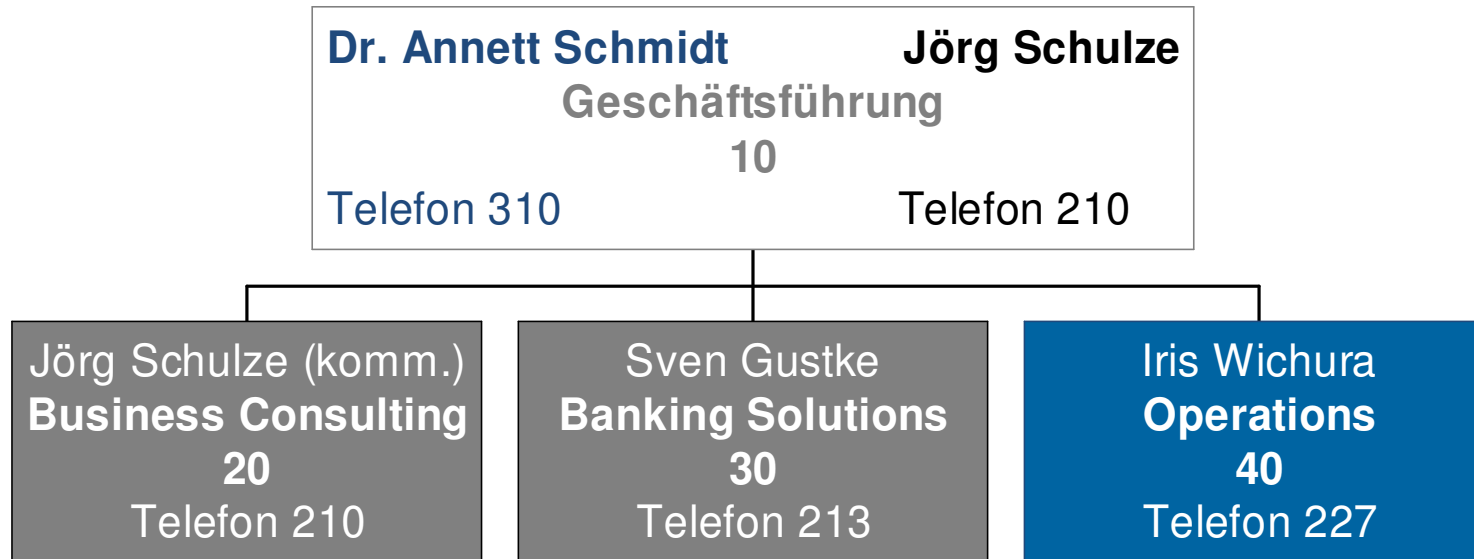 Dr. Annett Schmidt Jörg Schulze
Geschäftsführung
10
Telefon 310 Telefon 210
Jörg Schulze (komm.)
Business Consulting
20
Telefon 210
Sven Gustke
Banking Solutions
30
Telefon 213
Iris Wichura
Operations
40
Telefon 227